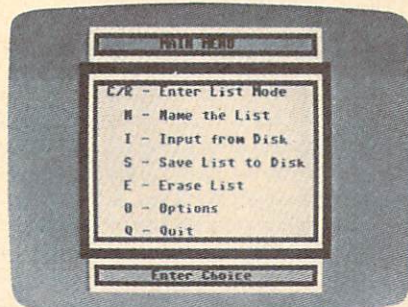 MAIN MENU
C/R - Enter List Mode
N - Name the List
I - Input from Disk
S - Save List to Disk
E - Erase List
O - Options
Q - Quit
Enter Choice